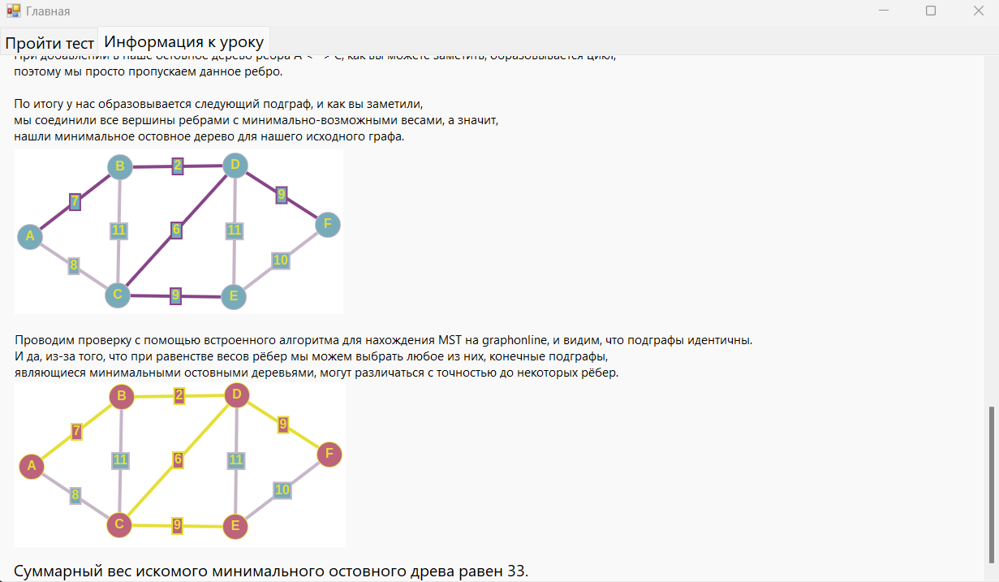 Главная
Пройти тест
Информация к уроку
При добавлении в наше остовное дерево ребра A < - > C, как вы можете заметить, образовывается цикл,
поэтому мы просто пропускаем данное ребро.
По итогу у нас образовывается следующий подграф, и как вы заметили,
мы соединили все вершины ребрами с минимально-возможными весами, а значит,
нашли минимальное остовное дерево для нашего исходного графа.
B
2
D
7
9
A
11
6
11
F
8
10
C
9
E
Проводим проверку с помощью встроенного алгоритма для нахождения MST на graphonline, и видим, что подграфы идентичны.
И да, из-за того, что при равенстве весов рёбер мы можем выбрать любое из них, конечные подграфы,
являющиеся минимальными остовными деревьями, могут различаться с точностью до некоторых рёбер.
B
2
D
7
9
A
11
6
11
F
8
10
C
9
E
Суммарный вес искомого минимального остовного древа равен 33.